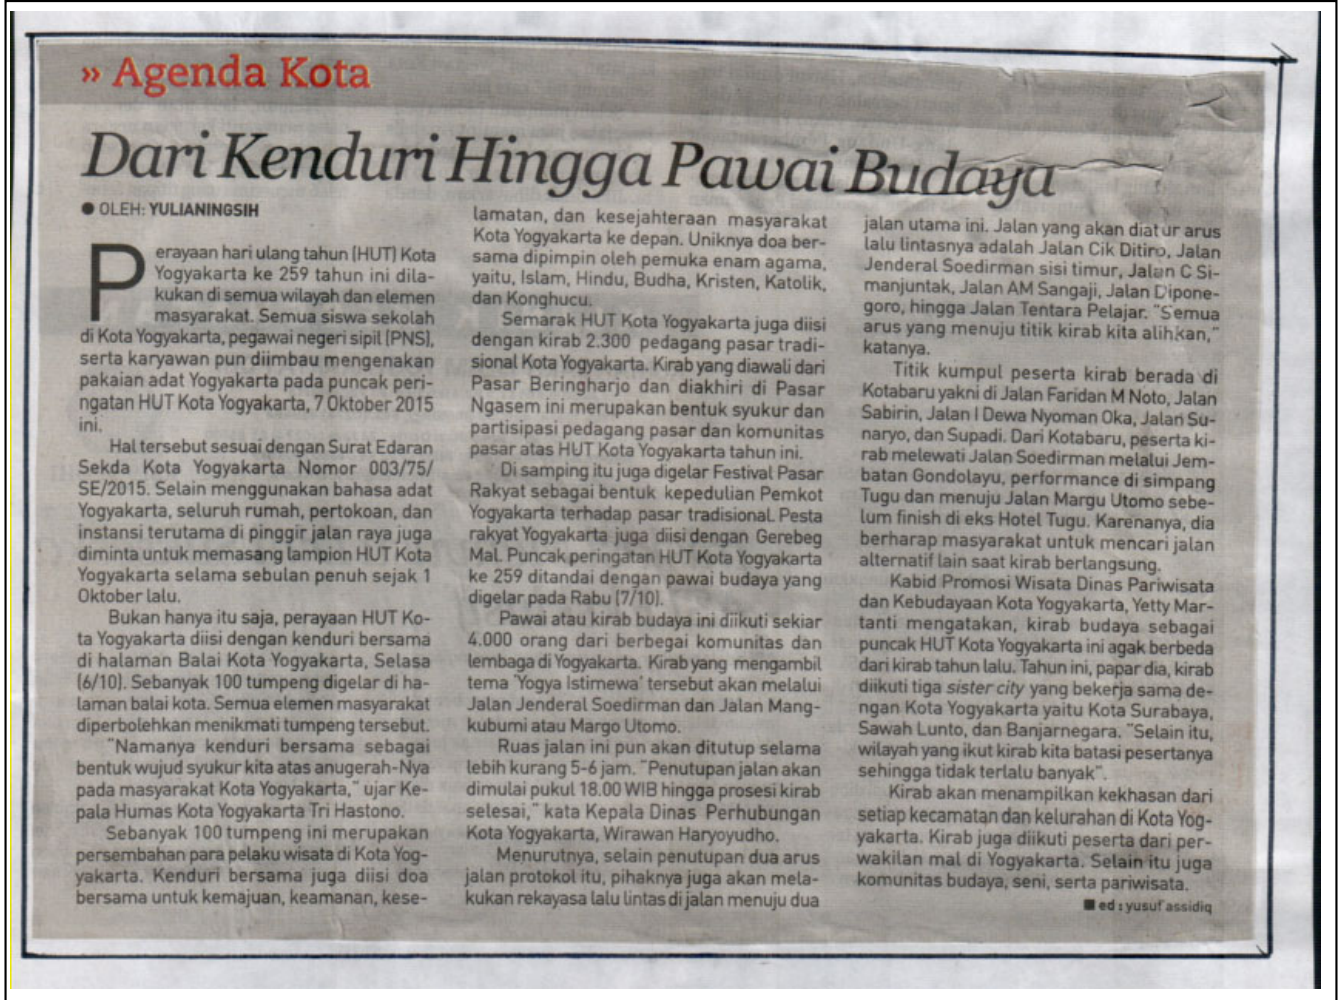 » Agenda Kota
Dari Kenduri Hingga Pawai Budaya
● OLEH: YULIANINGSIH
Perayaan hari ulang tahun (HUT) Kota
Yogyakarta ke 259 tahun ini dila-
kukan di semua wilayah dan elemen
masyarakat. Semua siswa sekolah
di Kota Yogyakarta, pegawai negeri sipil (PNS),
serta karyawan pun diimbau mengenakan
pakaian adat Yogyakarta pada puncak peri-
ngatan HUT Kota Yogyakarta, 7 Oktober 2015
ini.
Hal tersebut sesuai dengan Surat Edaran
Sekda Kota Yogyakarta Nomor 003/75/
SE/2015. Selain menggunakan bahasa adat
Yogyakarta, seluruh rumah, pertokoan, dan
instansi terutama di pinggir jalan raya juga
diminta untuk memasang lampion HUT Kota
Yogyakarta selama sebulan penuh sejak 1
Oktober lalu.
Bukan hanya itu saja, perayaan HUT Ko-
ta Yogyakarta diisi dengan kenduri bersama
di halaman Balai Kota Yogyakarta, Selasa
(6/10). Sebanyak 100 tumpeng digelar di ha-
laman balai kota. Semua elemen masyarakat
diperbolehkan menikmati tumpeng tersebut.
"Namanya kenduri bersama sebagai
bentuk wujud syukur kita atas anugerah-Nya
pada masyarakat Kota Yogyakarta," ujar Ke-
pala Humas Kota Yogyakarta Tri Hastono.
Sebanyak 100 tumpeng ini merupakan
persembahan para pelaku wisata di Kota Yog-
yakarta. Kenduri bersama juga diisi doa
bersama untuk kemajuan, keamanan, kese-
lamatan, dan kesejahteraan masyarakat
Kota Yogyakarta ke depan. Uniknya doa ber-
sama dipimpin oleh pemuka enam agama,
yaitu, Islam, Hindu, Budha, Kristen, Katolik,
dan Konghucu.
Semarak HUT Kota Yogyakarta juga diisi
dengan kirab 2.300 pedagang pasar tradi-
sional Kota Yogyakarta. Kirab yang diawali dari
Pasar Beringharjo dan diakhiri di Pasar
Ngasem ini merupakan bentuk syukur dan
partisipasi pedagang pasar dan komunitas
pasar atas HUT Kota Yogyakarta tahun ini.
Di samping itu juga digelar Festival Pasar
Rakyat sebagai bentuk kepedulian Pemkot
Yogyakarta terhadap pasar tradisional. Pesta
rakyat Yogyakarta juga diisi dengan Gerebeg
Mal. Puncak peringatan HUT Kota Yogyakarta
ke 259 ditandai dengan pawai budaya yang
digelar pada Rabu (7/10).
Pawai atau kirab budaya ini diikuti sekiar
4.000 orang dari berbegai komunitas dan
lembaga di Yogyakarta. Kirab yang mengambil
tema 'Yogya Istimewa' tersebut akan melalui
Jalan Jenderal Soedirman dan Jalan Mang-
kubumi atau Margo Utomo.
Ruas jalan ini pun akan ditutup selama
lebih kurang 5-6 jam. "Penutupan jalan akan
dimulai pukul 18.00 WIB hingga prosesi kirab
selesai," kata Kepala Dinas Perhubungan
Kota Yogyakarta, Wirawan Haryoyudho.
Menurutnya, selain penutupan dua arus
jalan protokol itu, pihaknya juga akan mela-
kukan rekayasa lalu lintas di jalan menuju dua
jalan utama ini. Jalan yang akan diatur arus
lalu lintasnya adalah Jalan Cik Ditiro, Jalan
Jenderal Soedirman sisi timur, Jalan C Si-
manjuntak, Jalan AM Sangaji, Jalan Dipone-
goro, hingga Jalan Tentara Pelajar. "Semua
arus yang menuju titik kirab kita alihkan,"
katanya.
Titik kumpul peserta kirab berada di
Kotabaru yakni di Jalan Faridan M Noto, Jalan
Sabirin, Jalan I Dewa Nyoman Oka, Jalan Su-
naryo, dan Supadi. Dari Kotabaru, peserta ki-
rab melewati Jalan Soedirman melalui Jem-
batan Gondolayu, performance di simpang
Tugu dan menuju Jalan Margu Utomo sebe-
lum finish di eks Hotel Tugu. Karenanya, dia
berharap masyarakat untuk mencari jalan
alternatif lain saat kirab berlangsung.
Kabid Promosi Wisata Dinas Pariwisata
dan Kebudayaan Kota Yogyakarta, Yetty Mar-
tanti mengatakan, kirab budaya sebagai
puncak HUT Kota Yogyakarta ini agak berbeda
dari kirab tahun lalu. Tahun ini, papar dia, kirab
diikuti tiga sister city yang bekerja sama de-
ngan Kota Yogyakarta yaitu Kota Surabaya,
Sawah Lunto, dan Banjarnegara. "Selain itu,
wilayah yang ikut kirab kita batasi pesertanya
sehingga tidak terlalu banyak".
Kirab akan menampilkan kekhasan dari
setiap kecamatan dan kelurahan di Kota Yog-
yakarta. Kirab juga diikuti peserta dari per-
wakilan mal di Yogyakarta. Selain itu juga
komunitas budaya, seni, serta pariwisata.
■ ed : yusuf assidiq